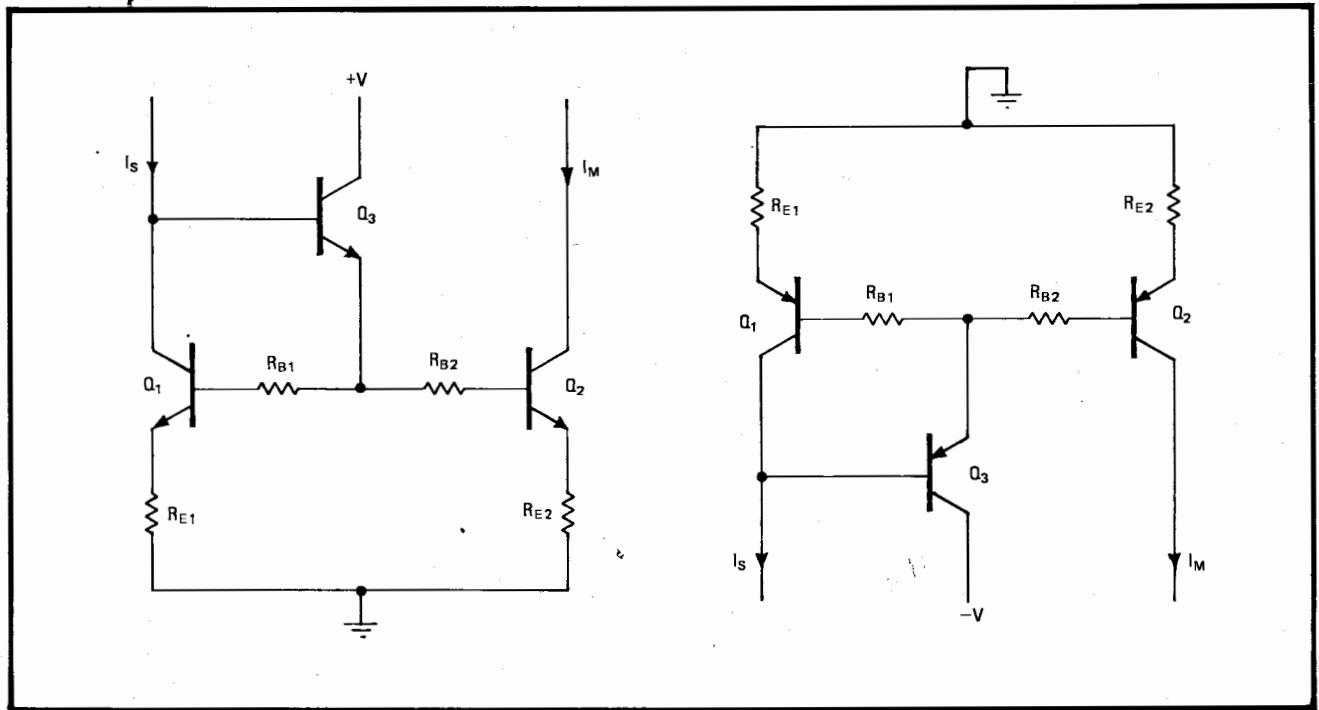 +V
I_S
I_M
Q_3
R_B1
R_B2
Q_1
Q_2
R_E1
R_E2
R_E1
R_E2
R_B1
R_B2
Q_1
Q_2
Q_3
I_S
I_M
−V